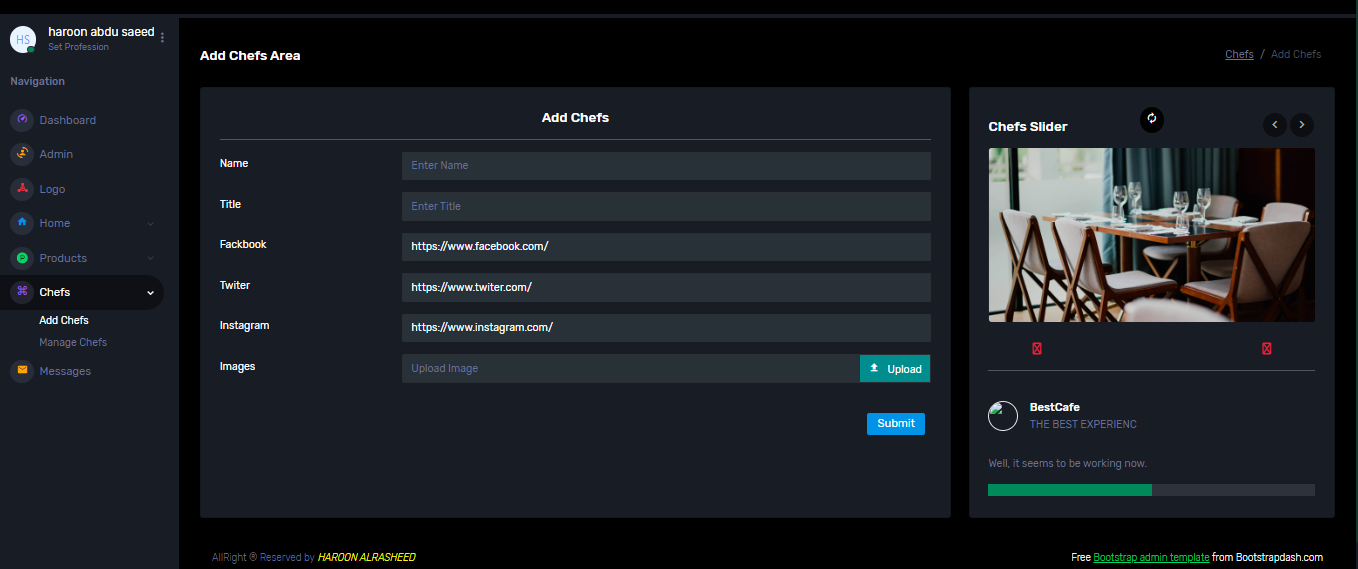 HS
haroon abdu saeed
Set Profession
Navigation
Dashboard
Admin
Logo
Home
Products
Chefs
Add Chefs
Manage Chefs
Messages
Add Chefs Area
Chefs / Add Chefs
Add Chefs
Name
Enter Name
Title
Enter Title
Fackbook
https://www.facebook.com/
Twiter
https://www.twiter.com/
Instagram
https://www.instagram.com/
Images
Upload Image
Upload
Submit
Chefs Slider
BestCafe
THE BEST EXPERIENC
Well, it seems to be working now.
AllRight ® Reserved by HAROON ALRASHEED
Free Bootstrap admin template from Bootstrapdash.com